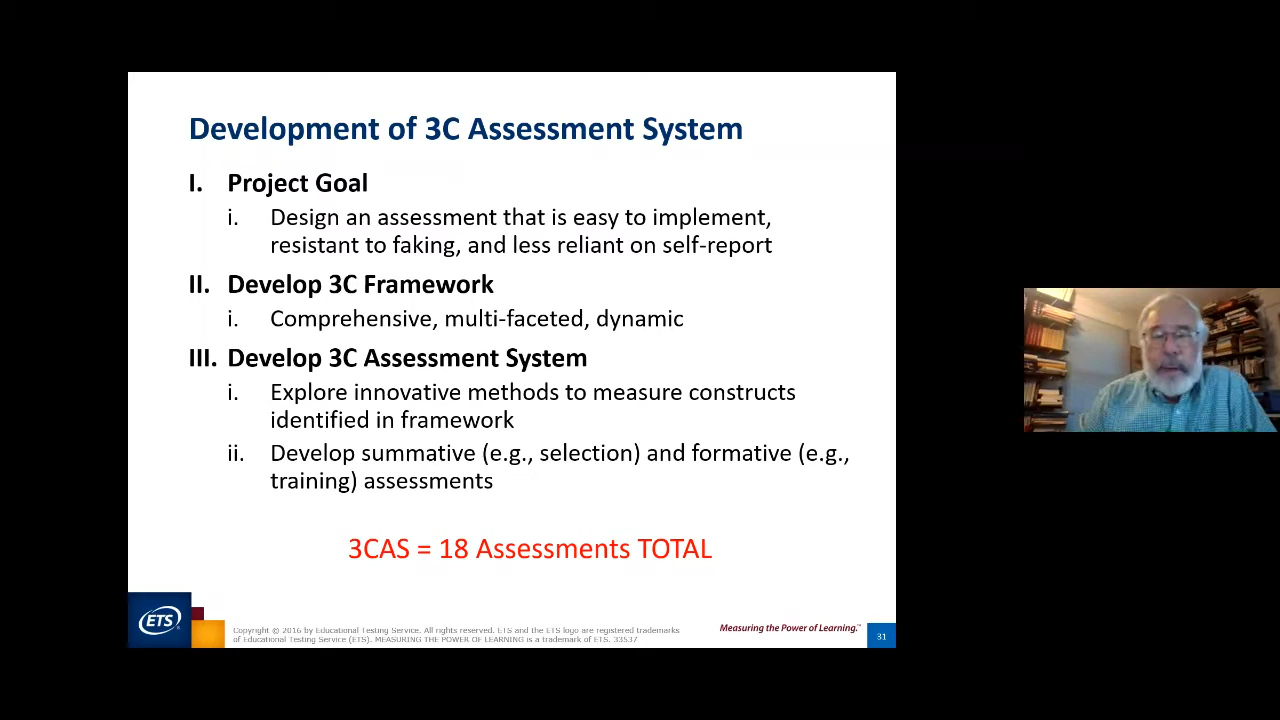 Development of 3C Assessment System
I. Project Goal
i. Design an assessment that is easy to implement,
resistant to faking, and less reliant on self-report
II. Develop 3C Framework
i. Comprehensive, multi-faceted, dynamic
III. Develop 3C Assessment System
i. Explore innovative methods to measure constructs
identified in framework
ii. Develop summative (e.g., selection) and formative (e.g.,
training) assessments
3CAS = 18 Assessments TOTAL
ETS®
Copyright © 2016 by Educational Testing Service. All rights reserved. ETS and the ETS logo are registered trademarks
of Educational Testing Service (ETS). MEASURING THE POWER OF LEARNING is a trademark of ETS. 33537
Measuring the Power of Learning.™
31